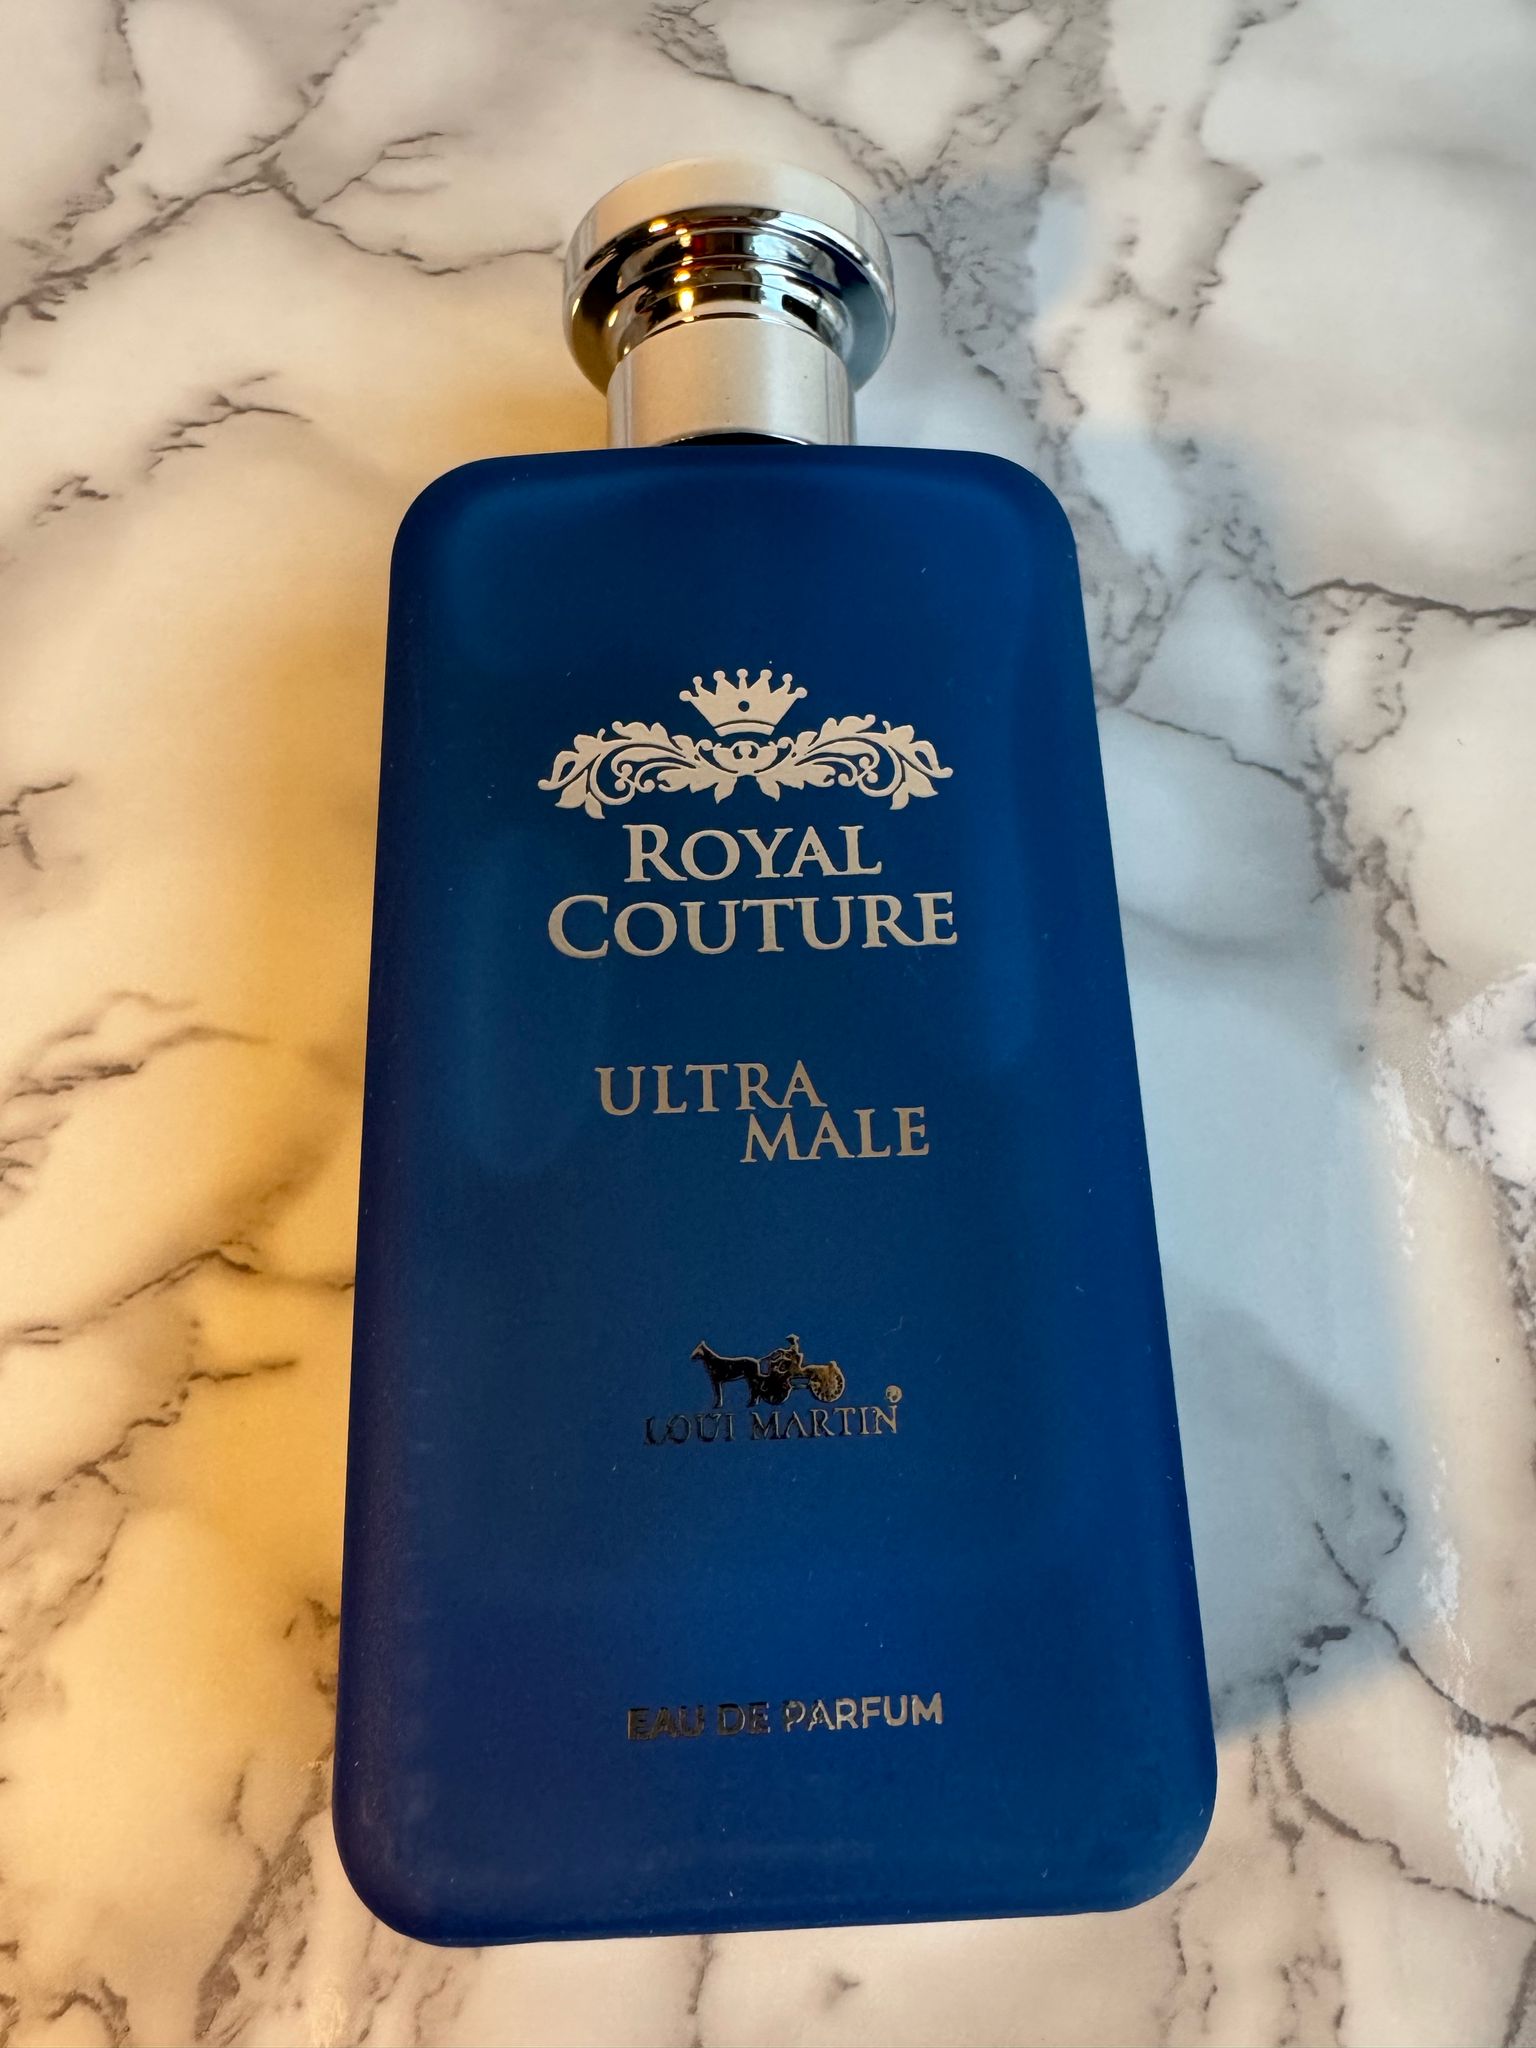 ROYAL
COUTURE
ULTRA
MALE
LOUI MARTIN
EAU DE PARFUM